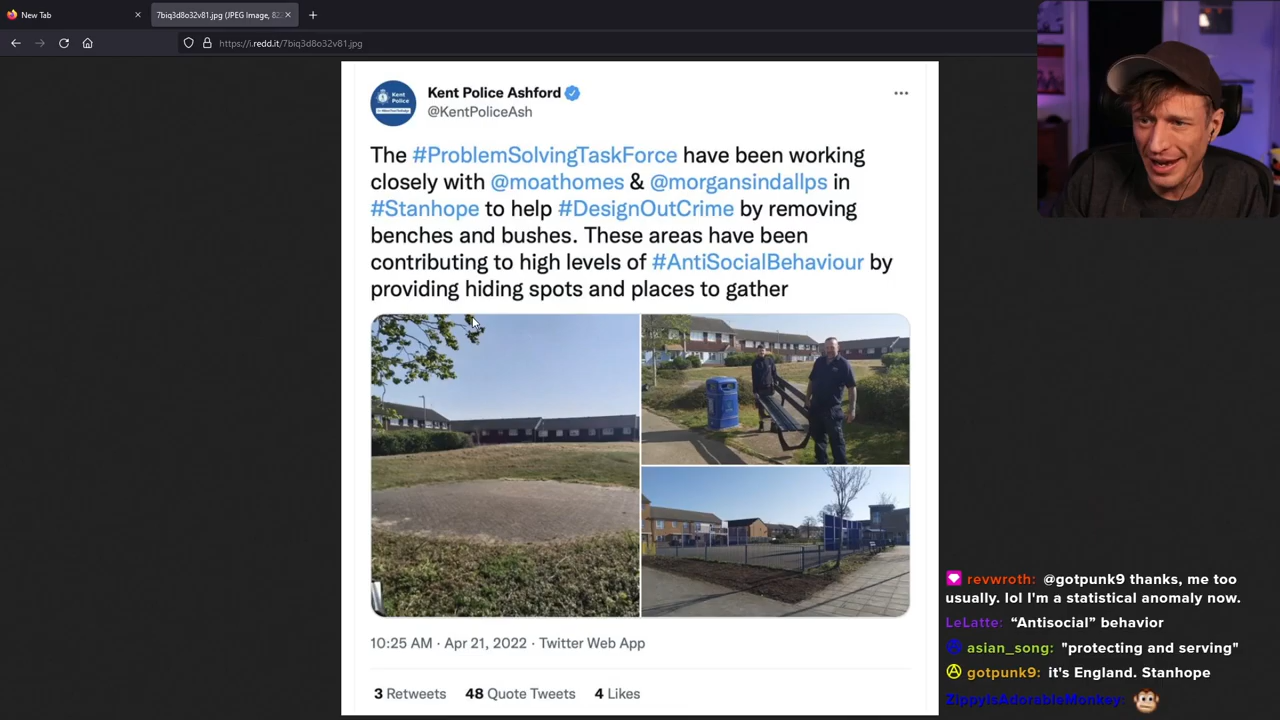 New Tab
7biq3d8o32v81.jpg (JPEG Image, 82
https://i.redd.it/7biq3d8o32v81.jpg
Kent Police Ashford
@KentPoliceAsh
The #ProblemSolvingTaskForce have been working
closely with @moathomes & @morgansindallps in
#Stanhope to help #DesignOutCrime by removing
benches and bushes. These areas have been
contributing to high levels of #AntiSocialBehaviour by
providing hiding spots and places to gather
10:25 AM · Apr 21, 2022 · Twitter Web App
3 Retweets 48 Quote Tweets 4 Likes
revwroth: @gotpunk9 thanks, me too
usually. lol I'm a statistical anomaly now.
LeLatte: “Antisocial” behavior
asian_song: "protecting and serving"
gotpunk9: it's England. Stanhope
ZippyIsAdorableMonkey: